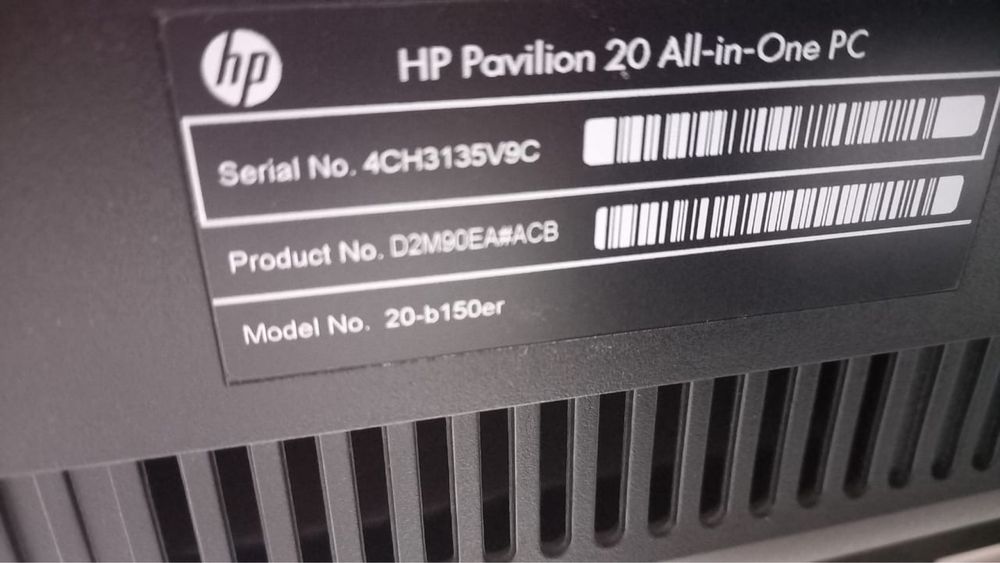 hp
HP Pavilion 20 All-in-One PC
Serial No. 4CH3135V9C
Product No. D2M90EA#ACB
Model No. 20-b150er